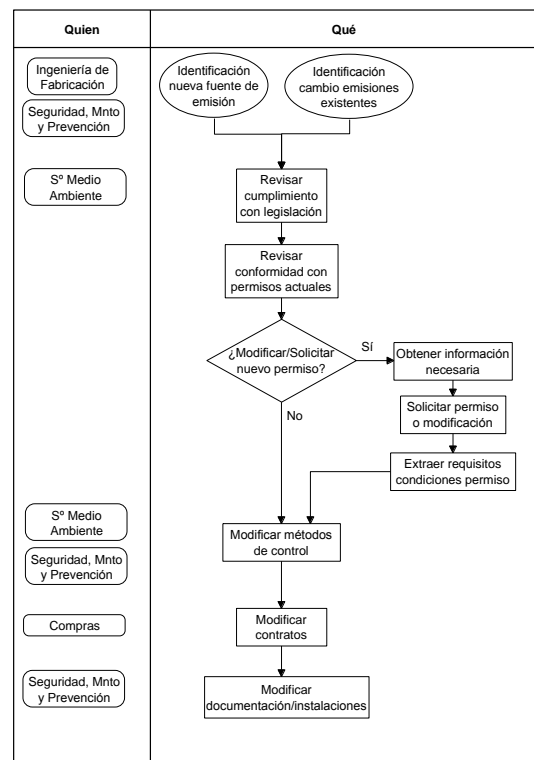 Quien
Qué
Ingeniería de
Fabricación
Identificación
nueva fuente de
emisión
Identificación
cambio emisiones
existentes
Seguridad, Mnto
y Prevención
Sº Medio
Ambiente
Revisar
cumplimiento
con legislación
Revisar
conformidad con
permisos actuales
¿Modificar/Solicitar
nuevo permiso?
Sí
Obtener información
necesaria
Solicitar permiso
o modificación
No
Extraer requisitos
condiciones permiso
Sº Medio
Ambiente
Modificar métodos
de control
Seguridad, Mnto
y Prevención
Compras
Modificar
contratos
Seguridad, Mnto
y Prevención
Modificar
documentación/instalaciones